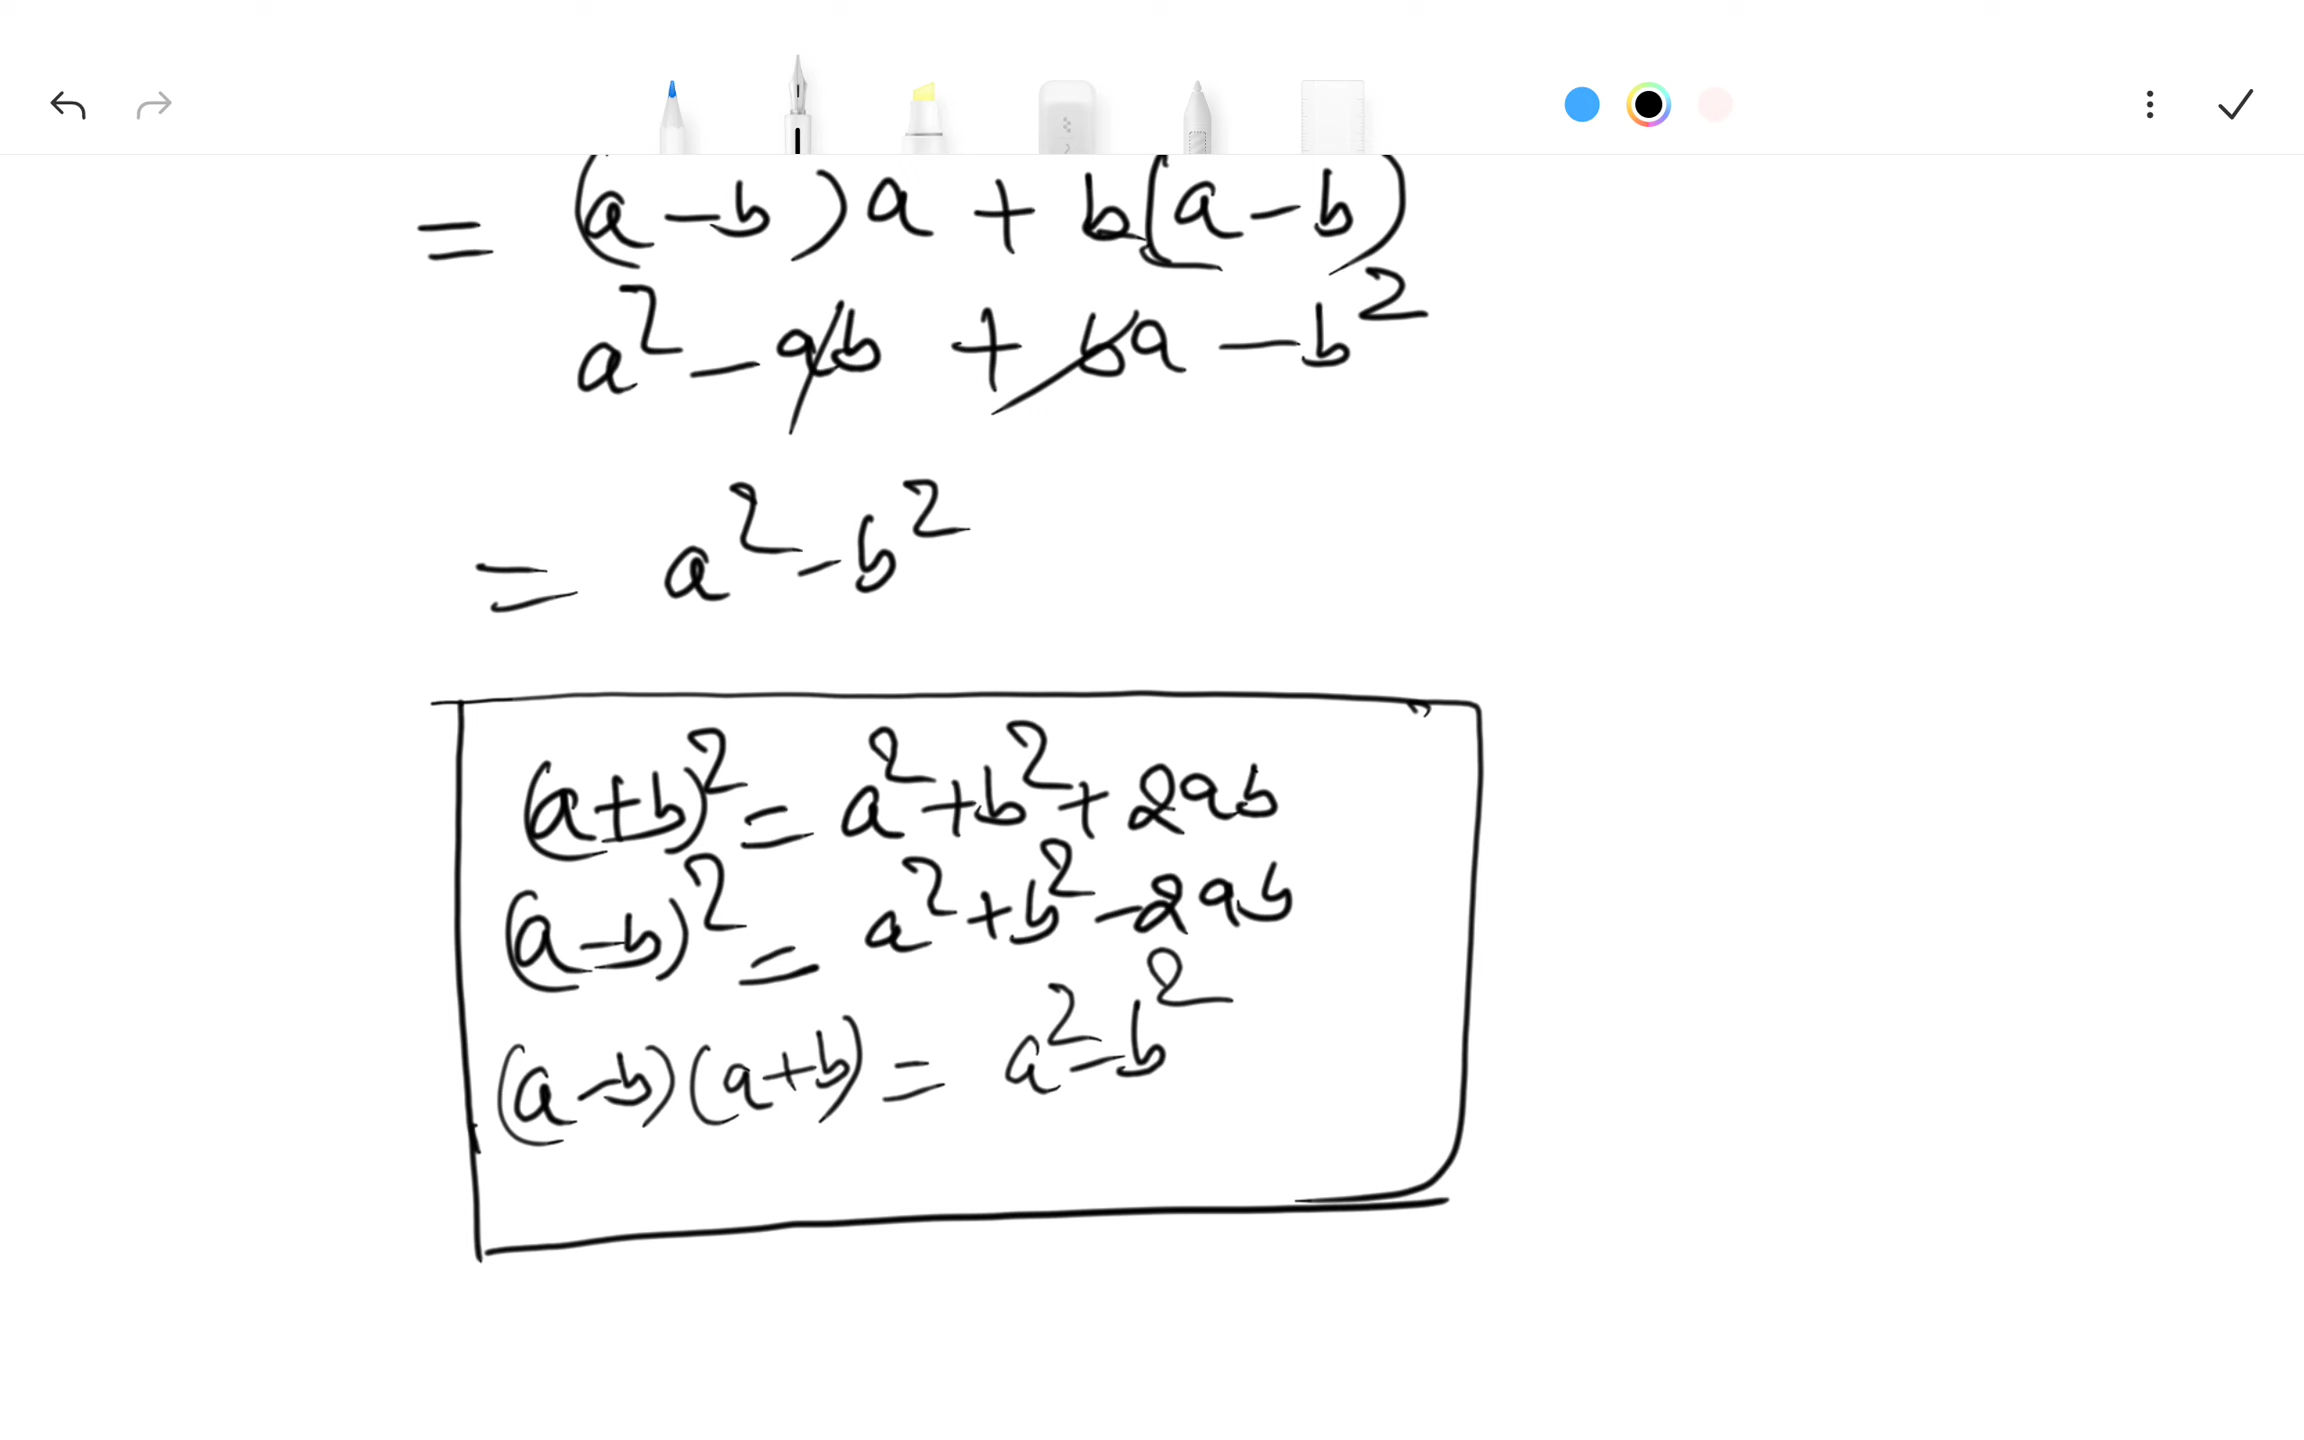 = (a-b)a + b(a-b)
a² - ab + ba - b²
= a² - b²
(a+b)² = a² + b² + 2ab
(a-b)² = a² + b² - 2ab
(a-b)(a+b) = a² - b²